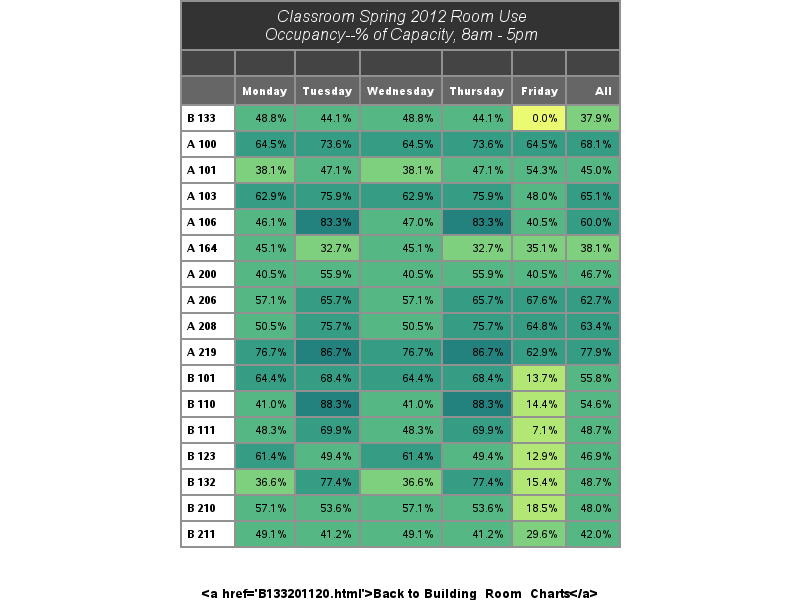 Classroom Spring 2012 Room Use
Occupancy--% of Capacity, 8am - 5pm
Monday Tuesday Wednesday Thursday Friday All
B 133 48.8% 44.1% 48.8% 44.1% 0.0% 37.9%
A 100 64.5% 73.6% 64.5% 73.6% 64.5% 68.1%
A 101 38.1% 47.1% 38.1% 47.1% 54.3% 45.0%
A 103 62.9% 75.9% 62.9% 75.9% 48.0% 65.1%
A 106 46.1% 83.3% 47.0% 83.3% 40.5% 60.0%
A 164 45.1% 32.7% 45.1% 32.7% 35.1% 38.1%
A 200 40.5% 55.9% 40.5% 55.9% 40.5% 46.7%
A 206 57.1% 65.7% 57.1% 65.7% 67.6% 62.7%
A 208 50.5% 75.7% 50.5% 75.7% 64.8% 63.4%
A 219 76.7% 86.7% 76.7% 86.7% 62.9% 77.9%
B 101 64.4% 68.4% 64.4% 68.4% 13.7% 55.8%
B 110 41.0% 88.3% 41.0% 88.3% 14.4% 54.6%
B 111 48.3% 69.9% 48.3% 69.9% 7.1% 48.7%
B 123 61.4% 49.4% 61.4% 49.4% 12.9% 46.9%
B 132 36.6% 77.4% 36.6% 77.4% 15.4% 48.7%
B 210 57.1% 53.6% 57.1% 53.6% 18.5% 48.0%
B 211 49.1% 41.2% 49.1% 41.2% 29.6% 42.0%
<a href='B133201120.html'>Back to Building_Room_Charts</a>